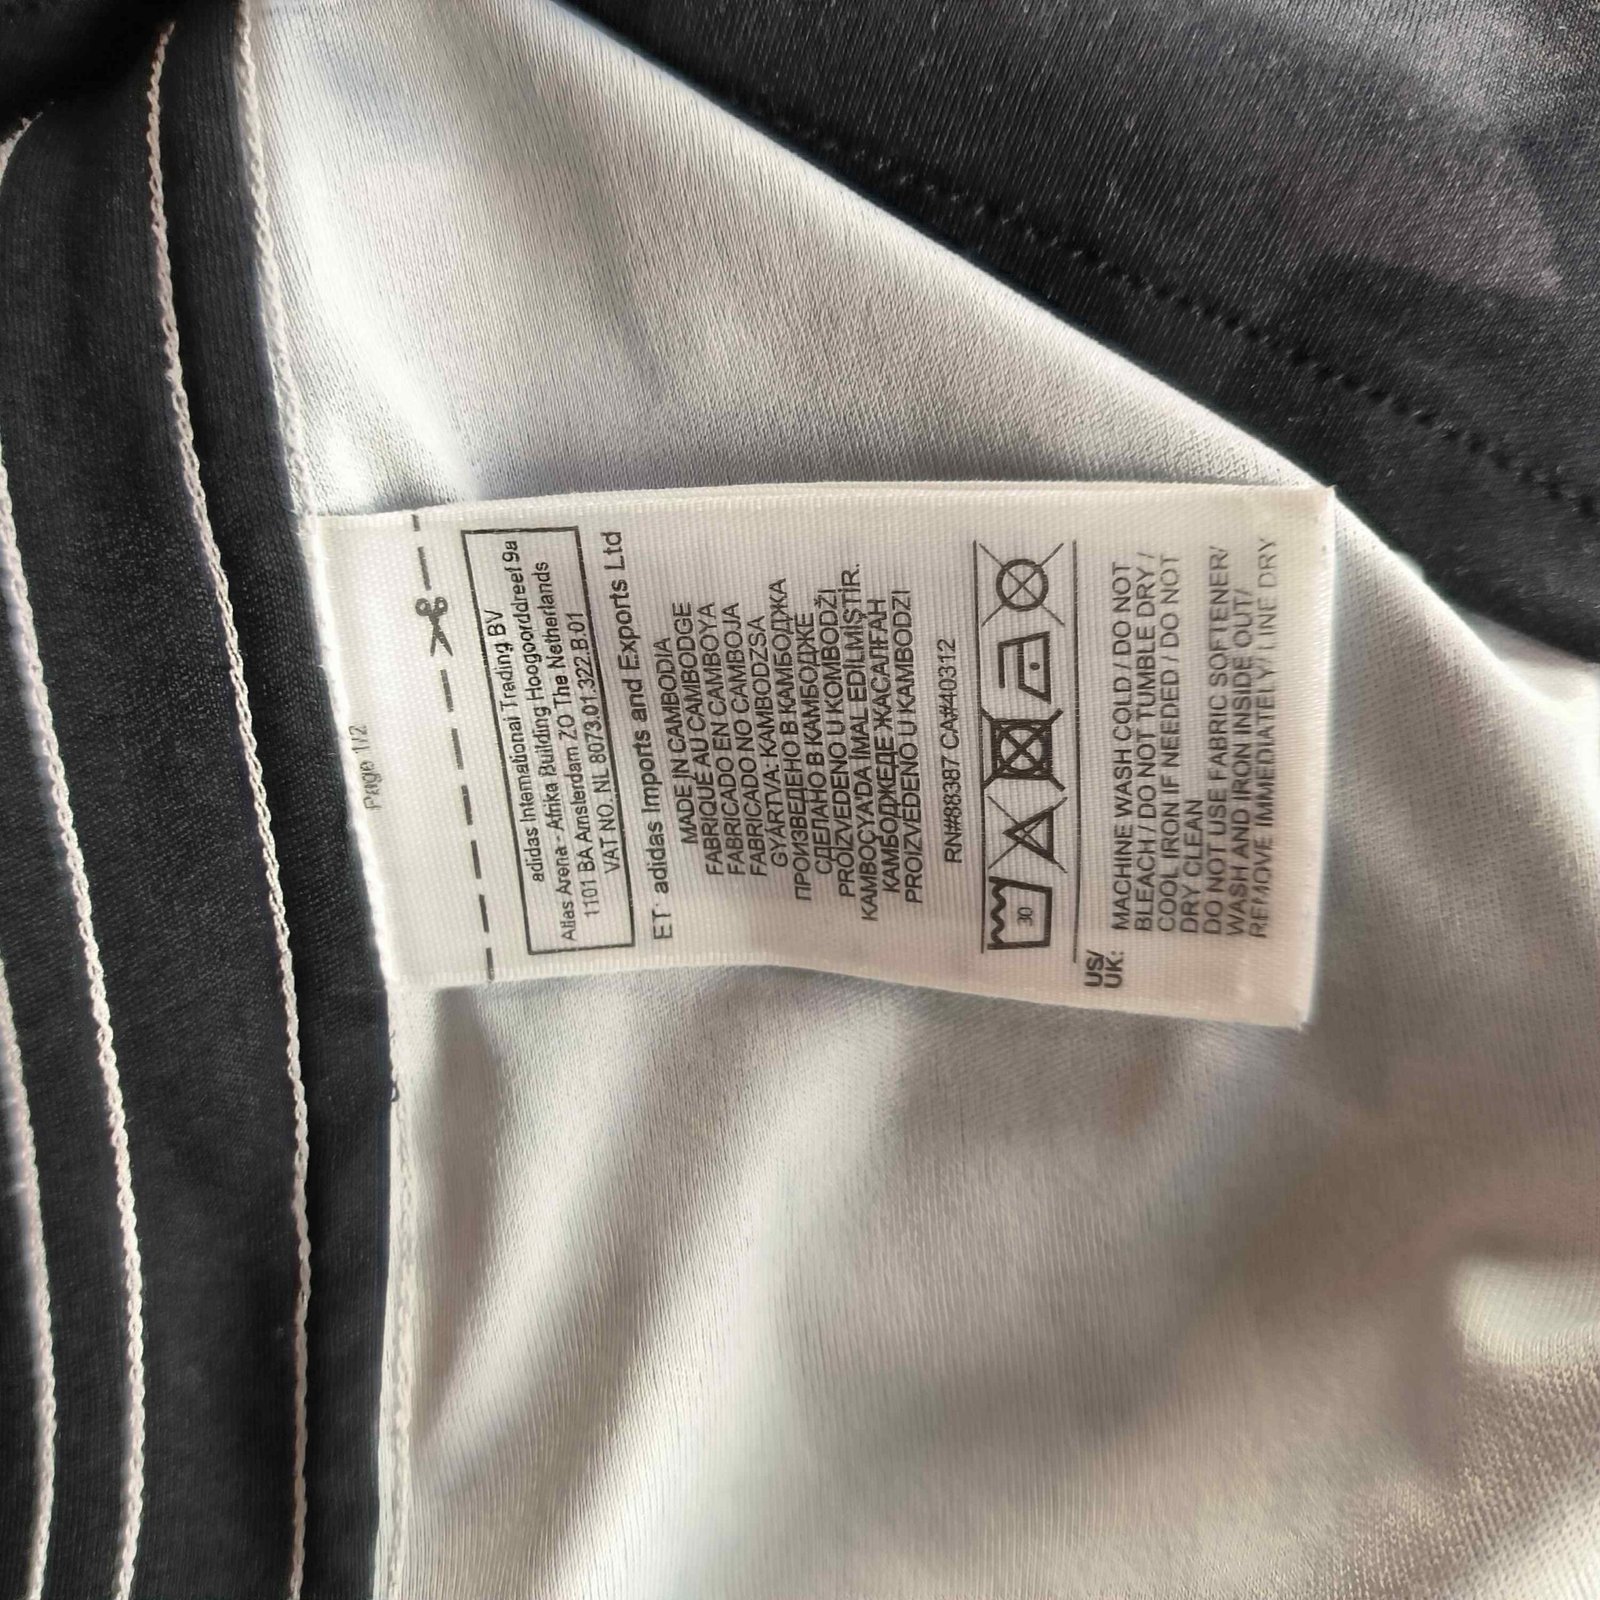 Page 1/2
adidas International Trading BV
Atlas Arena - Afrika Building Hoogoorddreef 9a
1101 BA Amsterdam ZO The Netherlands
VAT NO. NL 8073.01.322.B.01
ET: adidas Imports and Exports Ltd
MADE IN CAMBODIA
FABRIQUÉ AU CAMBODGE
FABRICADO EN CAMBOYA
FABRICADO NO CAMBOJA
GYÁRTVA: KAMBODZSA
ПРОИЗВЕДЕНО В КАМБОДЖА
СДЕЛАНО В КАМБОДЖЕ
PROIZVEDENO U KOMBODŽI
KAMBOÇYA'DA İMAL EDİLMİŞTİR.
КАМБОДЖЕДЕ ЖАСАЛҒАН
PROIZVEDENO U KAMBODZI
RN#88387 CA#40312
30
US/
UK:
MACHINE WASH COLD / DO NOT
BLEACH / DO NOT TUMBLE DRY /
COOL IRON IF NEEDED / DO NOT
DRY CLEAN
DO NOT USE FABRIC SOFTENER/
WASH AND IRON INSIDE OUT/
REMOVE IMMEDIATELY/ LINE DRY